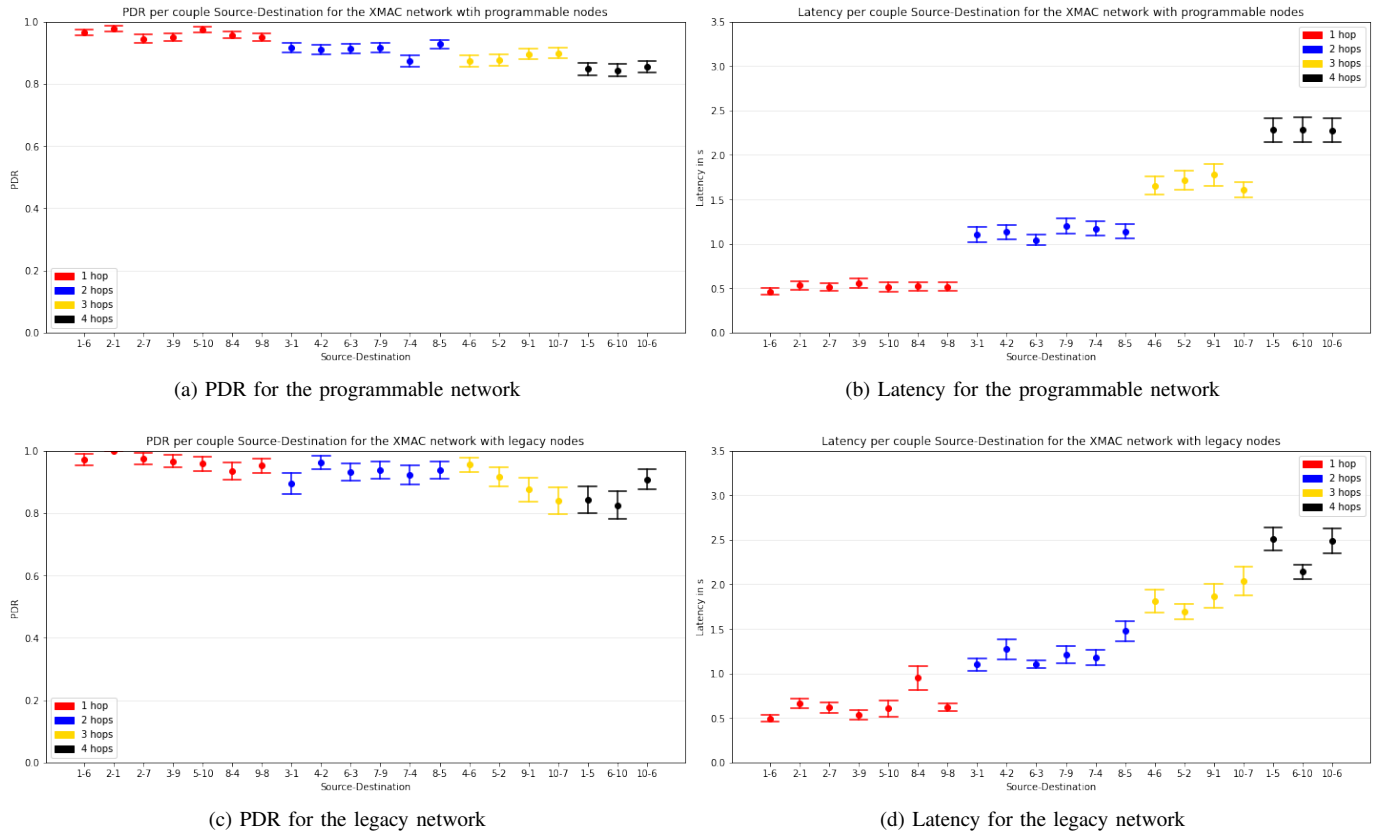 PDR per couple Source-Destination for the XMAC network wtih programmable nodes
1.0
0.8
0.6
0.4
0.2
0.0
PDR
1 hop
2 hops
3 hops
4 hops
1-6 2-1 2-7 3-9 5-10 8-4 9-8 3-1 4-2 6-3 7-9 7-4 8-5 4-6 5-2 9-1 10-7 1-5 6-10 10-6
Source-Destination
(a) PDR for the programmable network
Latency per couple Source-Destination for the XMAC network with programmable nodes
3.5
3.0
2.5
2.0
1.5
1.0
0.5
0.0
Latency in s
1 hop
2 hops
3 hops
4 hops
1-6 2-1 2-7 3-9 5-10 8-4 9-8 3-1 4-2 6-3 7-9 7-4 8-5 4-6 5-2 9-1 10-7 1-5 6-10 10-6
Source-Destination
(b) Latency for the programmable network
PDR per couple Source-Destination for the XMAC network with legacy nodes
1.0
0.8
0.6
0.4
0.2
0.0
PDR
1 hop
2 hops
3 hops
4 hops
1-6 2-1 2-7 3-9 5-10 8-4 9-8 3-1 4-2 6-3 7-9 7-4 8-5 4-6 5-2 9-1 10-7 1-5 6-10 10-6
Source-Destination
(c) PDR for the legacy network
Latency per couple Source-Destination for the XMAC network with legacy nodes
3.5
3.0
2.5
2.0
1.5
1.0
0.5
0.0
Latency in s
1 hop
2 hops
3 hops
4 hops
1-6 2-1 2-7 3-9 5-10 8-4 9-8 3-1 4-2 6-3 7-9 7-4 8-5 4-6 5-2 9-1 10-7 1-5 6-10 10-6
Source-Destination
(d) Latency for the legacy network